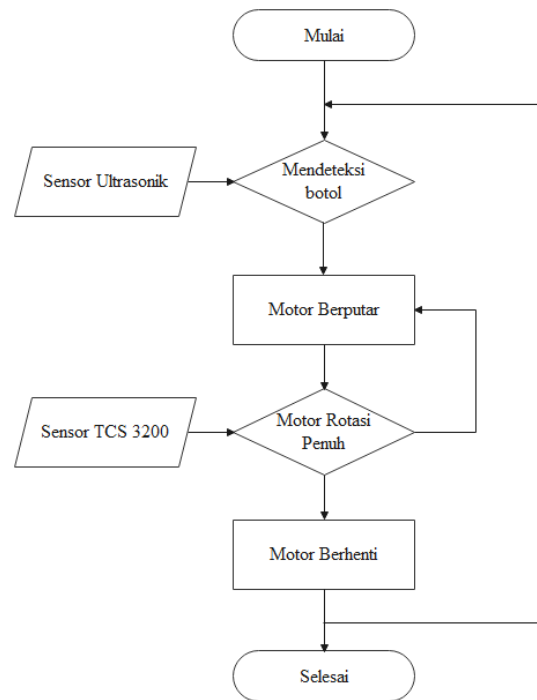 Mulai
Mendeteksi
botol
Sensor Ultrasonik
Motor Berputar
Motor Rotasi
Penuh
Sensor TCS 3200
Motor Berhenti
Selesai